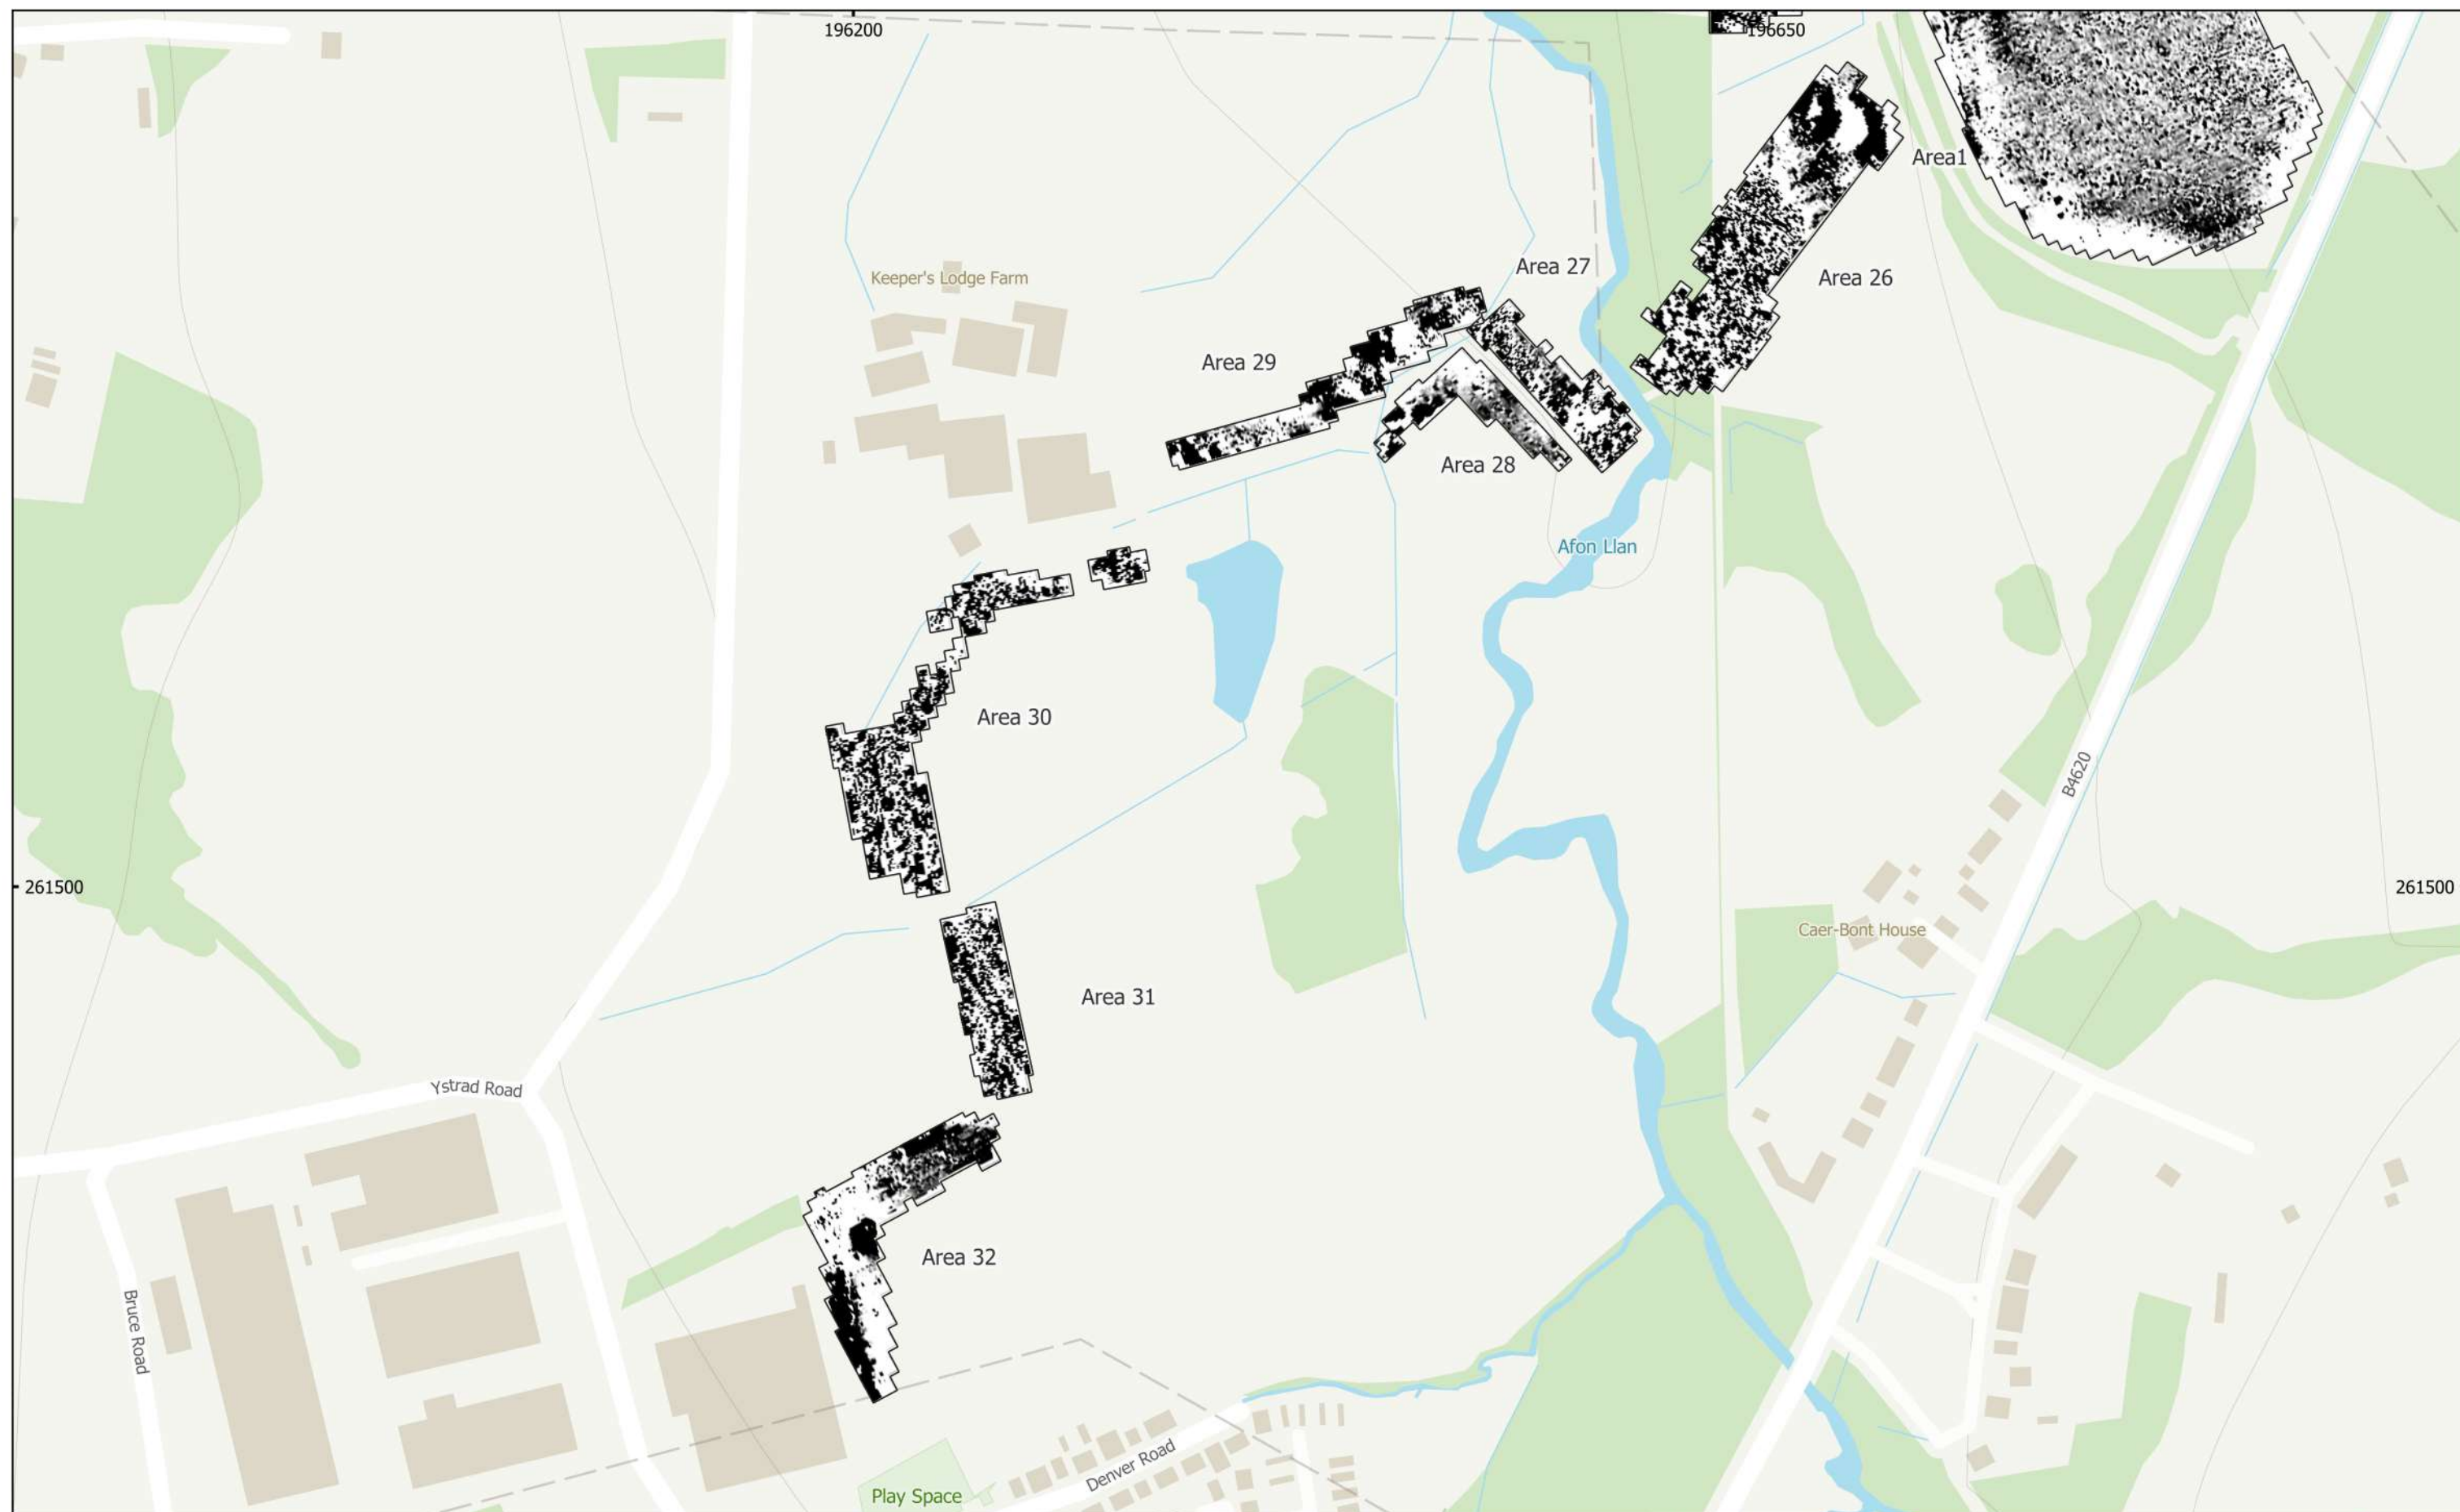 196200
196650
Area1
Area 27
Keeper's Lodge Farm
Area 26
Area 29
Area 28
Afon Llan
Area 30
B4620
261500
261500
Caer-Bont House
Area 31
Ystrad Road
Area 32
Bruce Road
Denver Road
Play Space